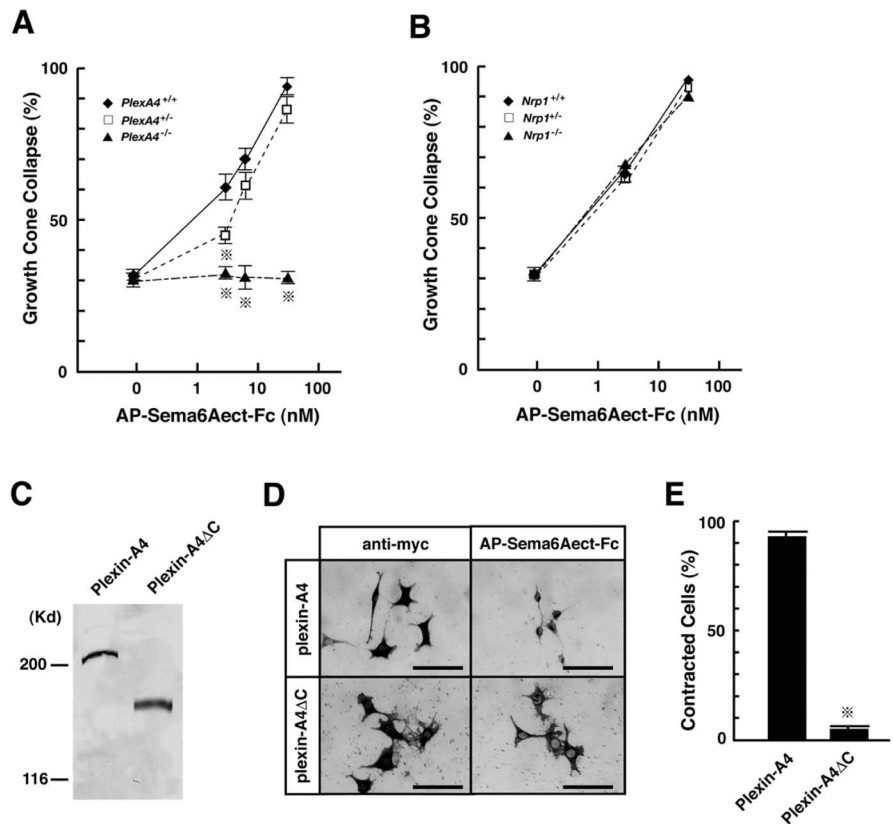 A
Growth Cone Collapse (%)
100
50
0
PlexA4+/+
PlexA4+/-
PlexA4-/-
※
※
※
※
0 1 10 100
AP-Sema6Aect-Fc (nM)
B
Growth Cone Collapse (%)
100
50
0
Nrp1+/+
Nrp1+/-
Nrp1-/-
0 1 10 100
AP-Sema6Aect-Fc (nM)
C
Plexin-A4
Plexin-A4ΔC
(Kd)
200
116
D
anti-myc
AP-Sema6Aect-Fc
plexin-A4
plexin-A4ΔC
E
Contracted Cells (%)
100
50
0
※
Plexin-A4
Plexin-A4ΔC